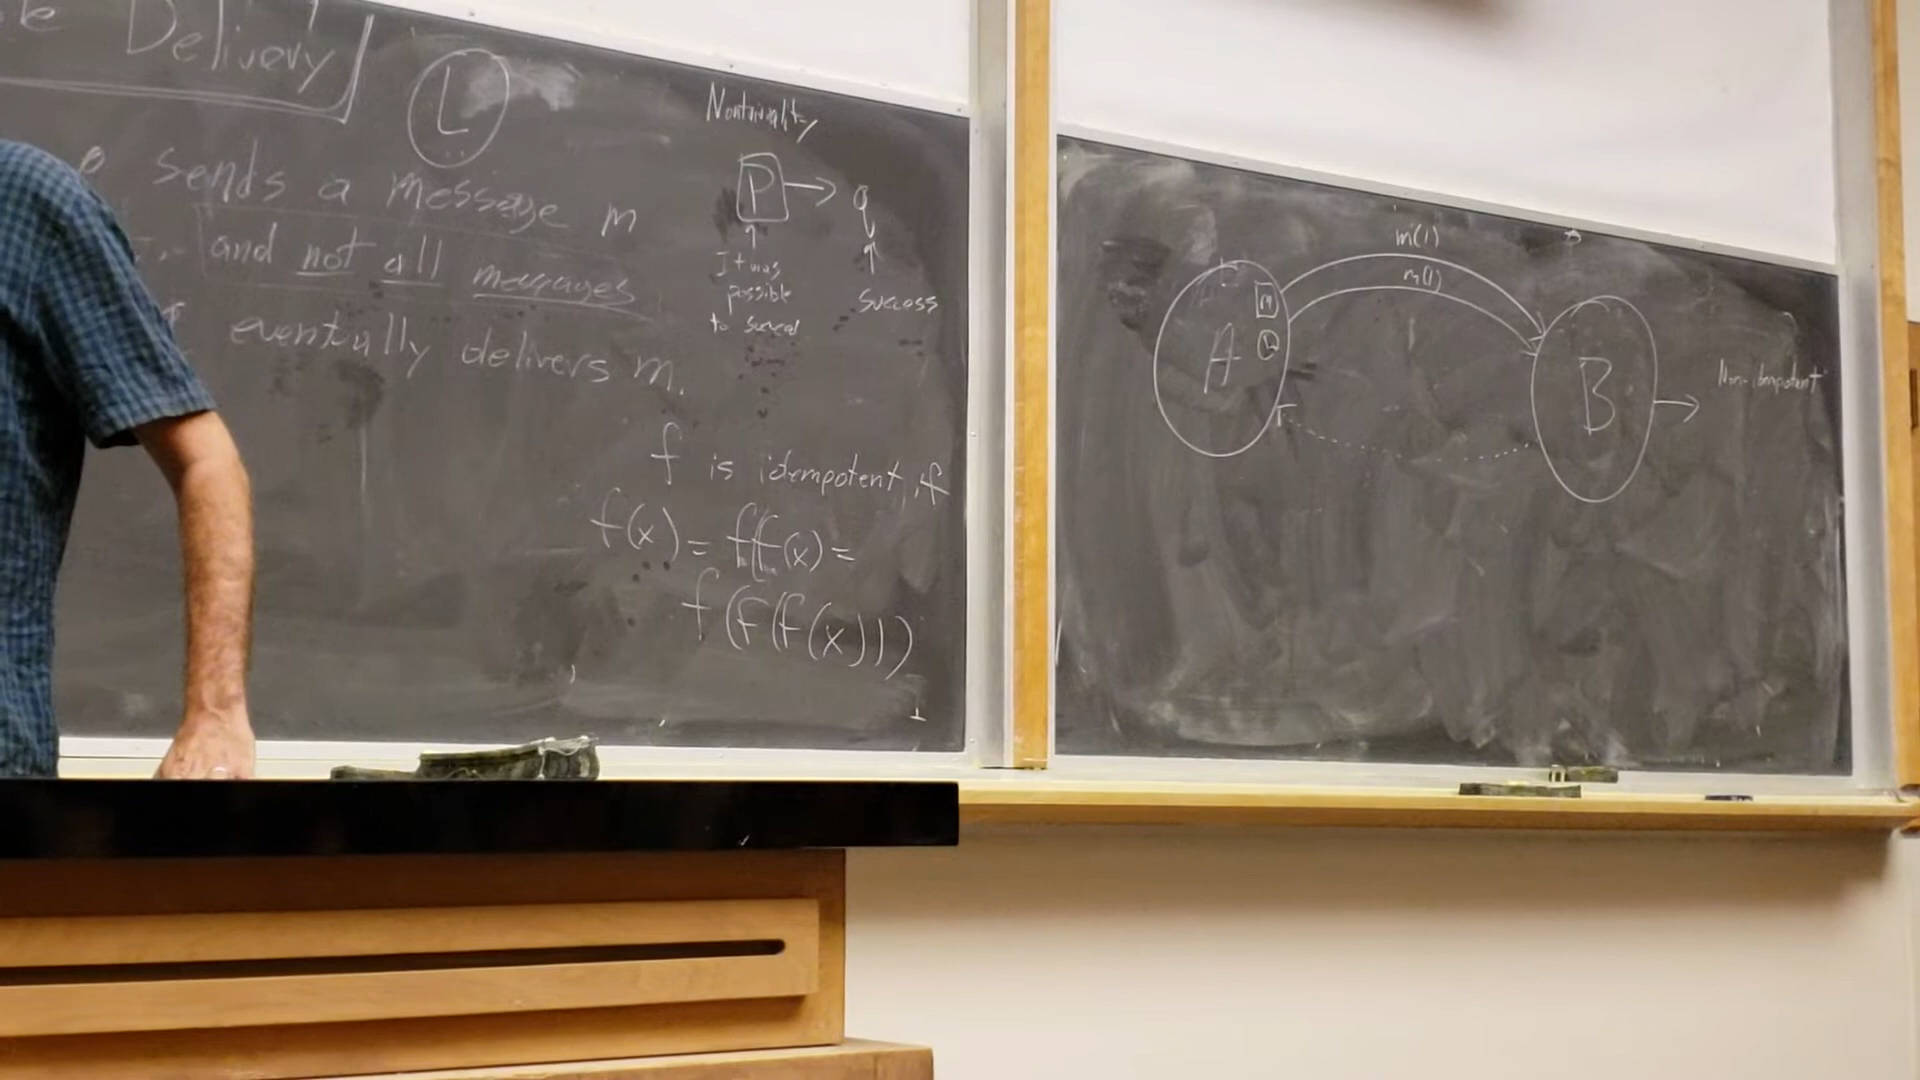 Delivery
L
sends a message m
and not all messages
eventually delivers m.
Nontriviality
P
q
It was
possible
to succeed
success
f is idempotent if
f(x) = ff(x) =
f(f(f(x)))
m(1)
m(1)
m
A
B
Non-idempotent